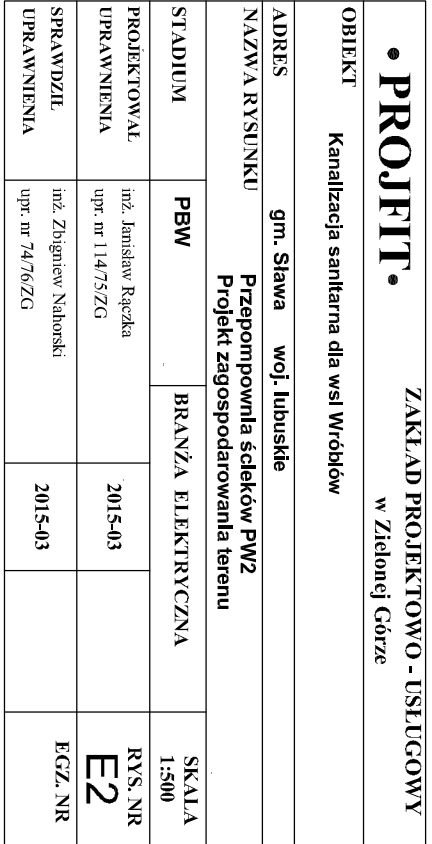 • PROJFIT•
ZAKŁAD PROJEKTOWO - USŁUGOWY
w Zielonej Górze
OBIEKT
Kanalizacja sanitarna dla wsi Wróblów
ADRES
gm. Sława woj. lubuskie
NAZWA RYSUNKU
Przepompownia ścieków PW2
Projekt zagospodarowania terenu
STADIUM
PBW
BRANŻA ELEKTRYCZNA
SKALA
1:500
PROJEKTOWAŁ
UPRAWNIENIA
inż. Janisław Rączka
upr. nr 114/75/ZG
2015-03
RYS. NR
E2
SPRAWDZIŁ
UPRAWNIENIA
inż. Zbigniew Nahorski
upr. nr 74/76/ZG
2015-03
EGZ. NR